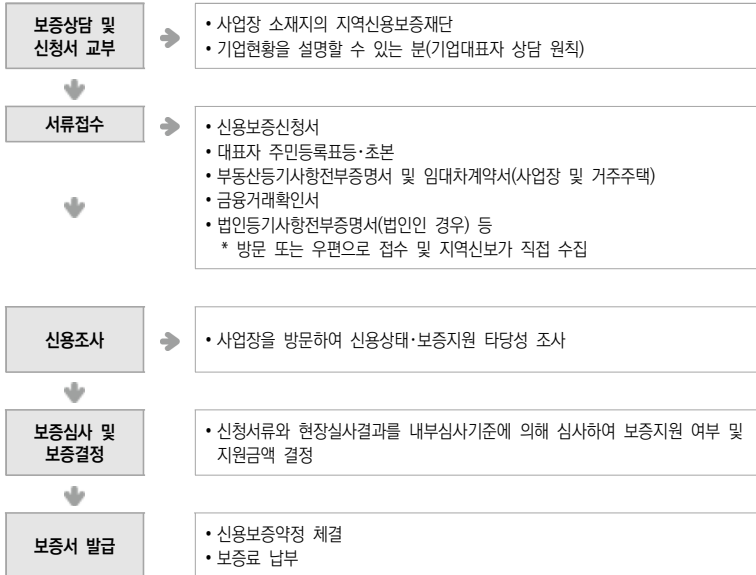 보증상담 및
신청서 교부
• 사업장 소재지의 지역신용보증재단
• 기업현황을 설명할 수 있는 분(기업대표자 상담 원칙)
서류접수
• 신용보증신청서
• 대표자 주민등록표등·초본
• 부동산등기사항전부증명서 및 임대차계약서(사업장 및 거주주택)
• 금융거래확인서
• 법인등기사항전부증명서(법인인 경우) 등
* 방문 또는 우편으로 접수 및 지역신보가 직접 수집
신용조사
• 사업장을 방문하여 신용상태·보증지원 타당성 조사
보증심사 및
보증결정
• 신청서류와 현장실사결과를 내부심사기준에 의해 심사하여 보증지원 여부 및
지원금액 결정
보증서 발급
• 신용보증약정 체결
• 보증료 납부